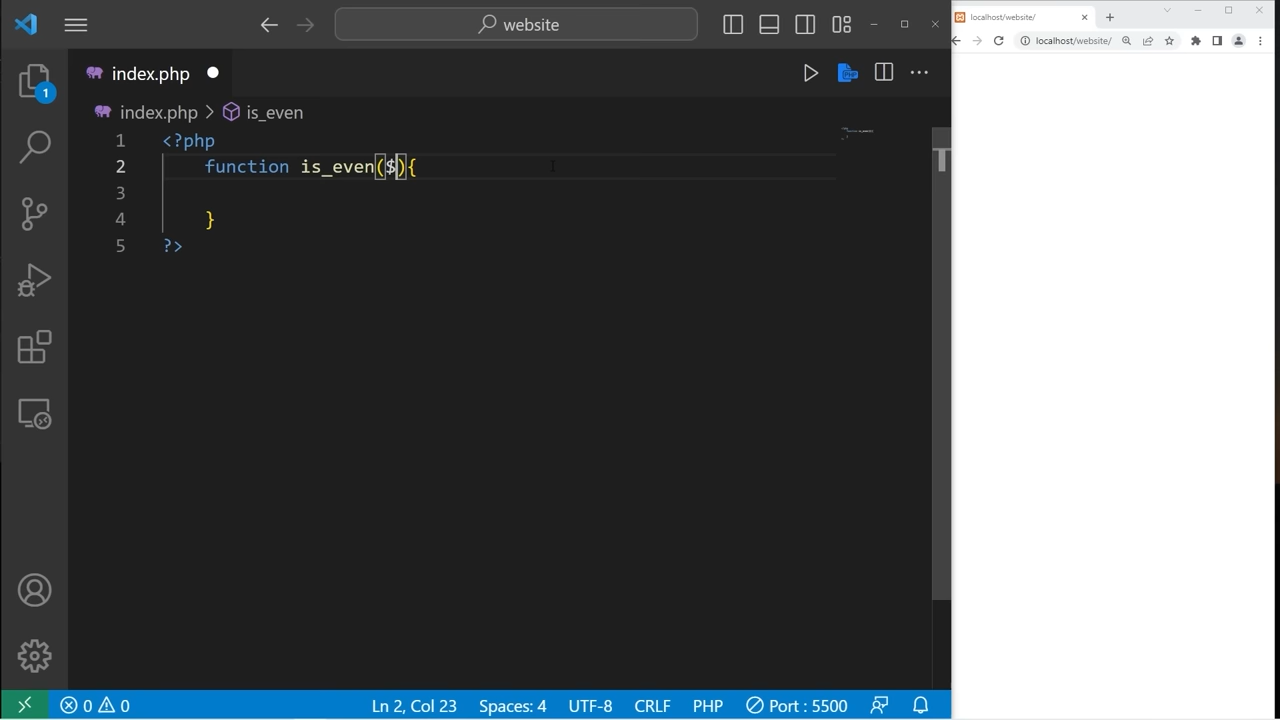 website
localhost/website/
index.php
localhost/website/
index.php > is_even
1 <?php
2 function is_even($){
3
4 }
5 ?>
1
0 0 Ln 2, Col 23 Spaces: 4 UTF-8 CRLF PHP Port : 5500